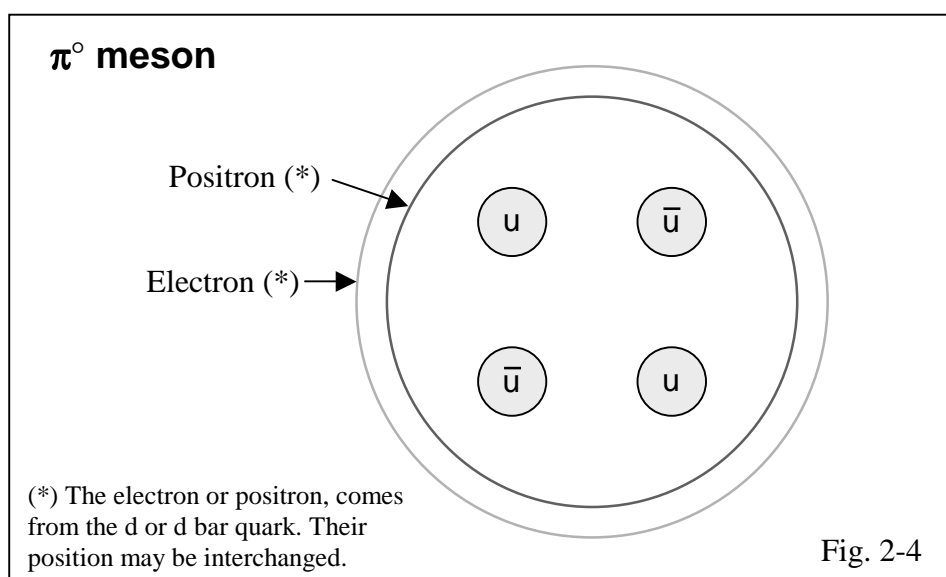 π° meson
Positron (*)
u
ū
Electron (*)
ū
u
(*) The electron or positron, comes
from the d or d bar quark. Their
position may be interchanged.
Fig. 2-4